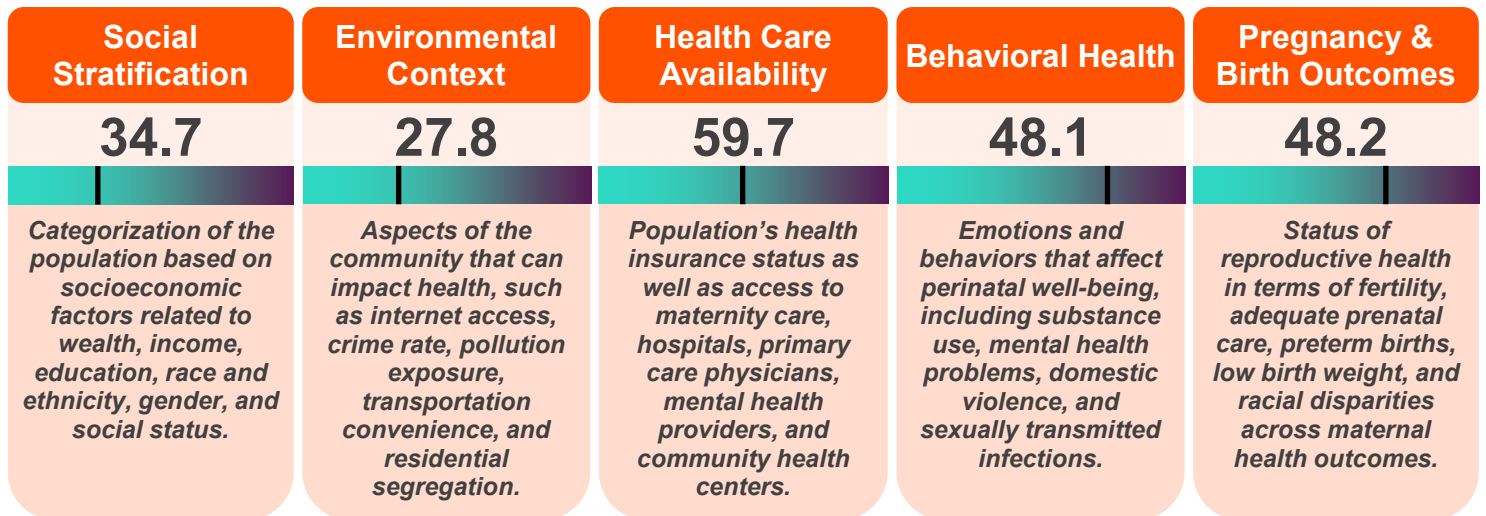 Social
Stratification
34.7
Categorization of the
population based on
socioeconomic
factors related to
wealth, income,
education, race and
ethnicity, gender, and
social status.
Environmental
Context
27.8
Aspects of the
community that can
impact health, such
as internet access,
crime rate, pollution
exposure,
transportation
convenience, and
residential
segregation.
Health Care
Availability
59.7
Population’s health
insurance status as
well as access to
maternity care,
hospitals, primary
care physicians,
mental health
providers, and
community health
centers.
Behavioral Health
48.1
Emotions and
behaviors that affect
perinatal well-being,
including substance
use, mental health
problems, domestic
violence, and
sexually transmitted
infections.
Pregnancy &
Birth Outcomes
48.2
Status of
reproductive health
in terms of fertility,
adequate prenatal
care, preterm births,
low birth weight, and
racial disparities
across maternal
health outcomes.